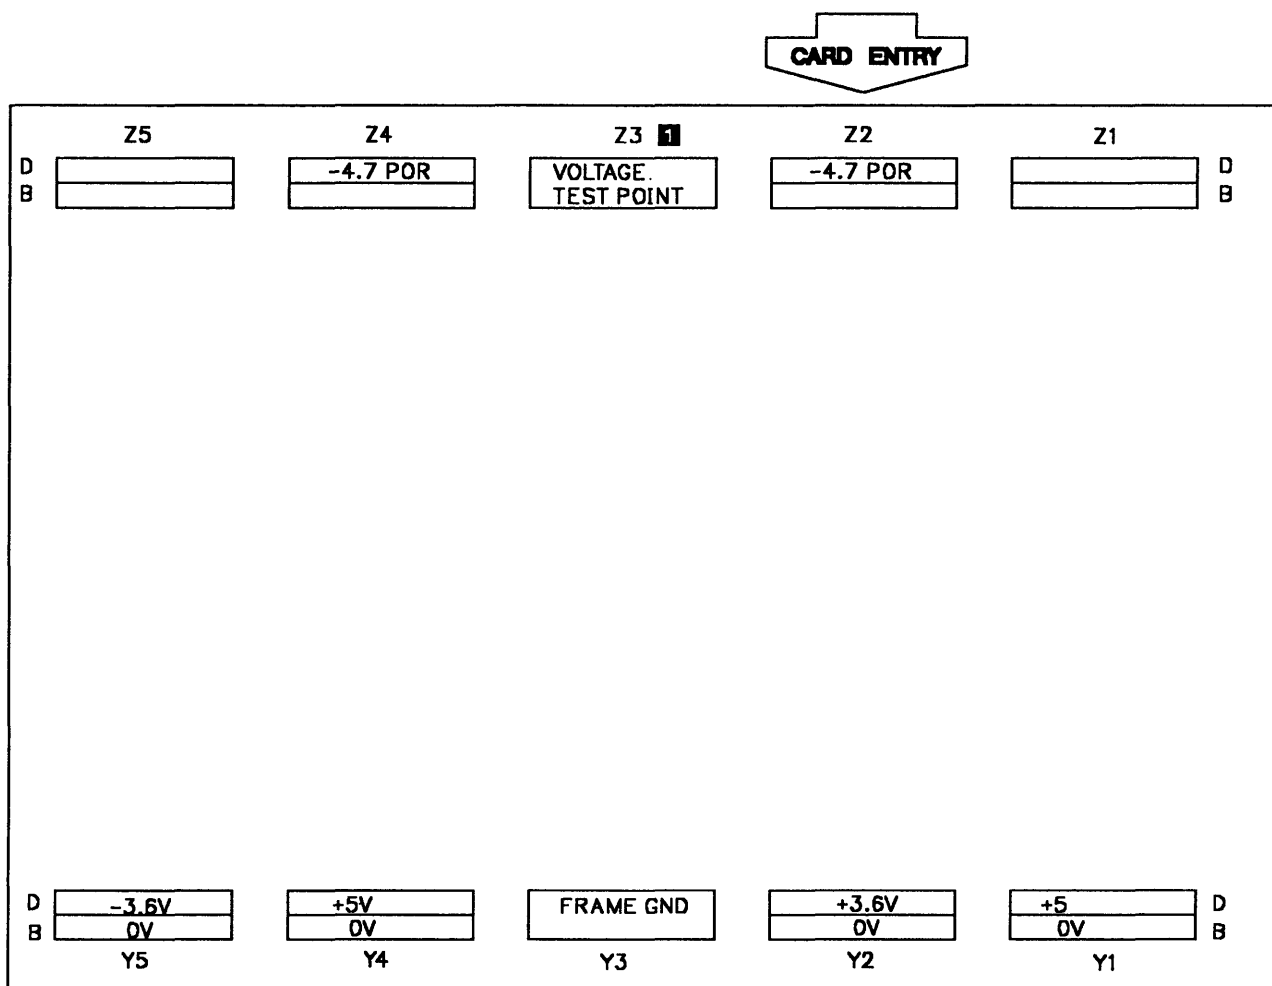 CARD ENTRY
Z5 Z4 Z3 1 Z2 Z1
D -4.7 POR VOLTAGE. -4.7 POR D
B TEST POINT B
D -3.6V +5V FRAME GND +3.6V +5 D
B 0V 0V 0V 0V B
Y5 Y4 Y3 Y2 Y1